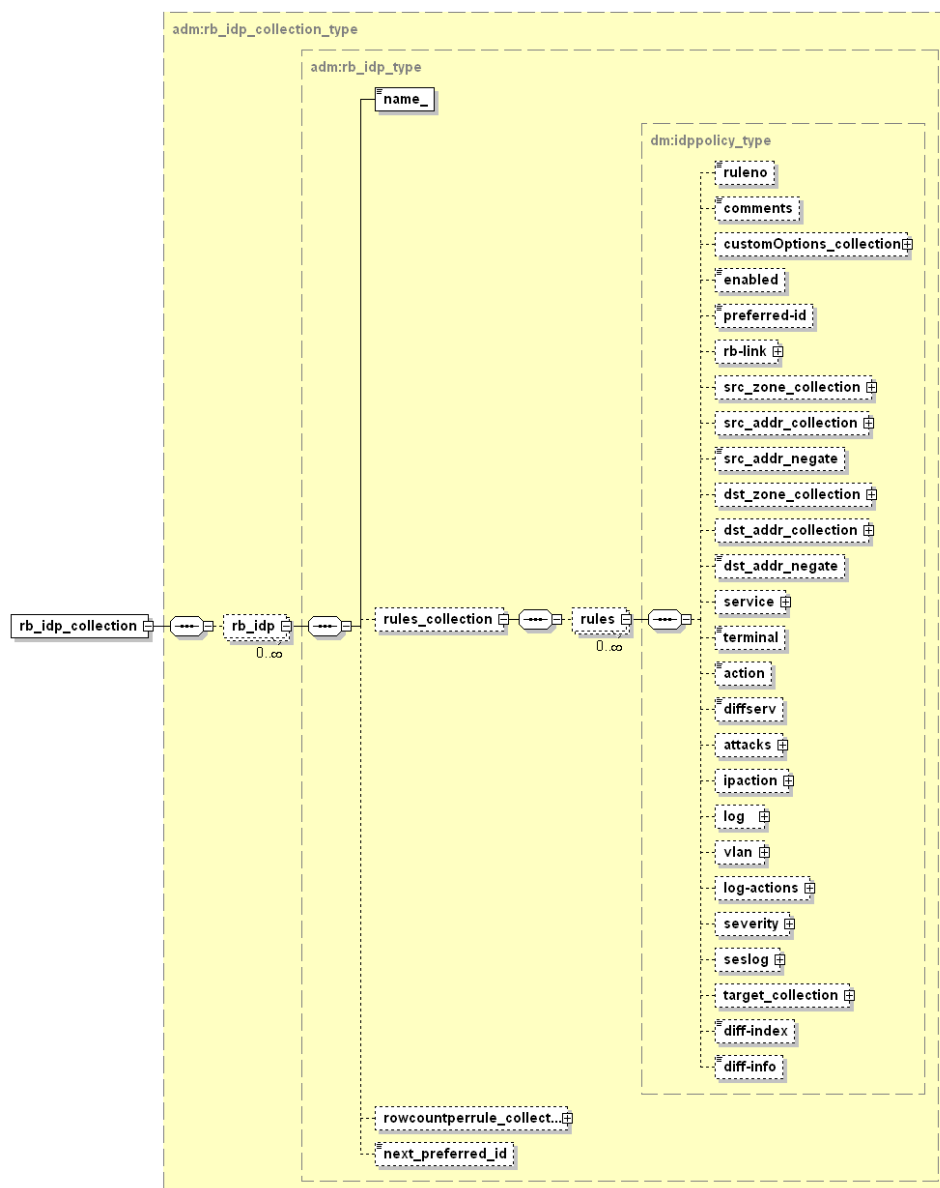 adm:rb_idp_collection_type
adm:rb_idp_type
name_
dm:idppolicy_type
ruleno
comments
customOptions_collection
enabled
preferred-id
rb-link
src_zone_collection
src_addr_collection
src_addr_negate
dst_zone_collection
dst_addr_collection
dst_addr_negate
service
rb_idp_collection
rb_idp
0..∞
rules_collection
rules
0..∞
terminal
action
diffserv
attacks
ipaction
log
vlan
log-actions
severity
seslog
target_collection
diff-index
diff-info
rowcountperrule_collect...
next_preferred_id